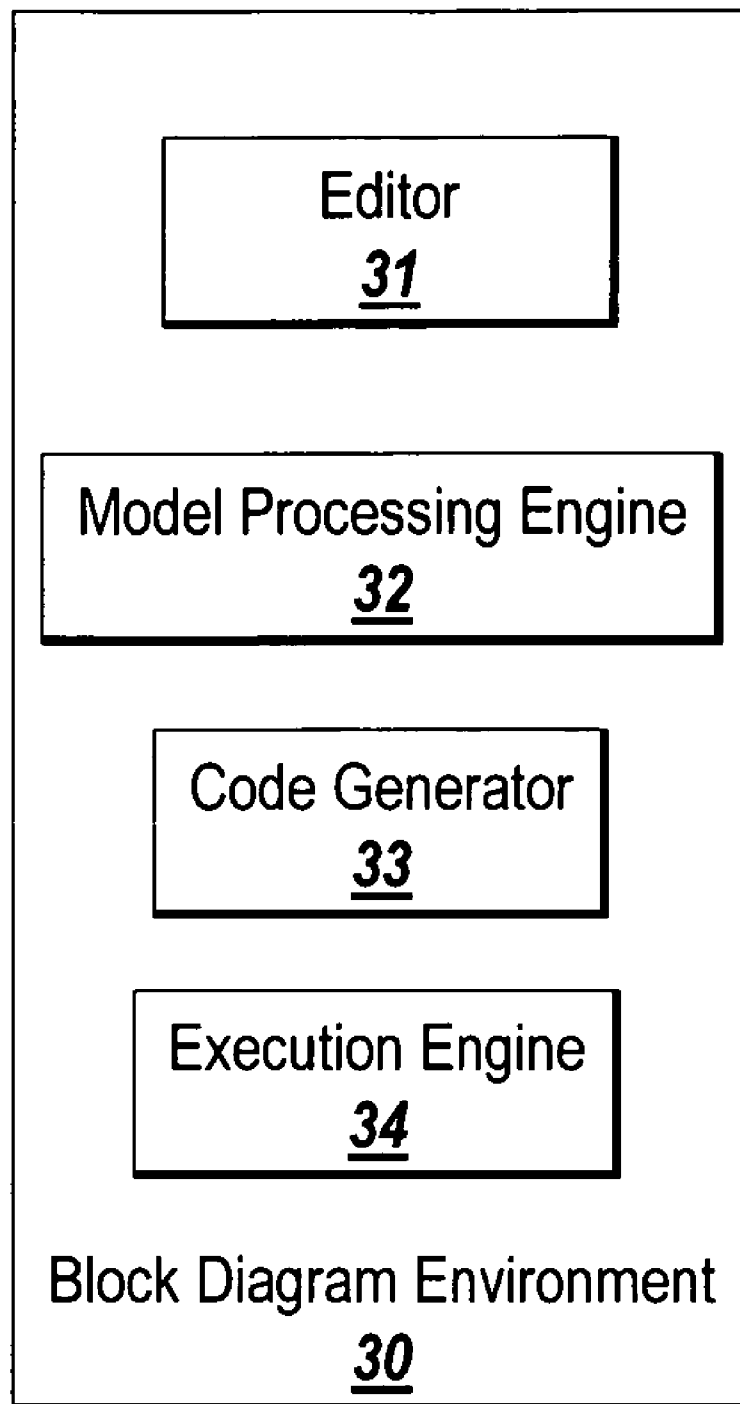 Editor
31
Model Processing Engine
32
Code Generator
33
Execution Engine
34
Block Diagram Environment
30